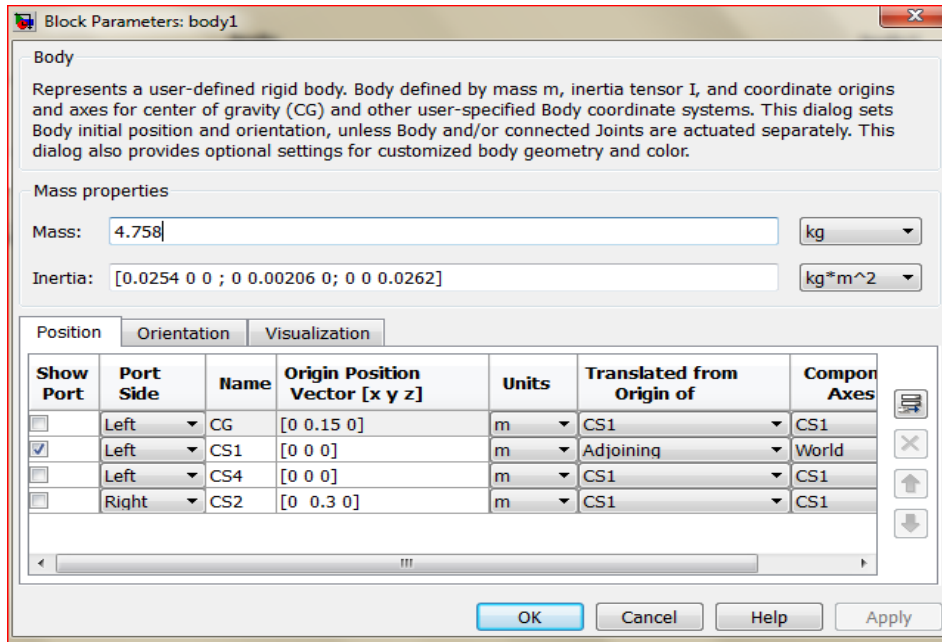 Block Parameters: body1
Body
Represents a user-defined rigid body. Body defined by mass m, inertia tensor I, and coordinate origins
and axes for center of gravity (CG) and other user-specified Body coordinate systems. This dialog sets
Body initial position and orientation, unless Body and/or connected Joints are actuated separately. This
dialog also provides optional settings for customized body geometry and color.
Mass properties
Mass: 4.758 kg
Inertia: [0.0254 0 0 ; 0 0.00206 0; 0 0 0.0262] kg*m^2
Position Orientation Visualization
Show Port Origin Position Translated from Compon
Port Side Name Vector [x y z] Units Origin of Axes
Left CG [0 0.15 0] m CS1 CS1
Left CS1 [0 0 0] m Adjoining World
Left CS4 [0 0 0] m CS1 CS1
Right CS2 [0 0.3 0] m CS1 CS1
OK Cancel Help Apply